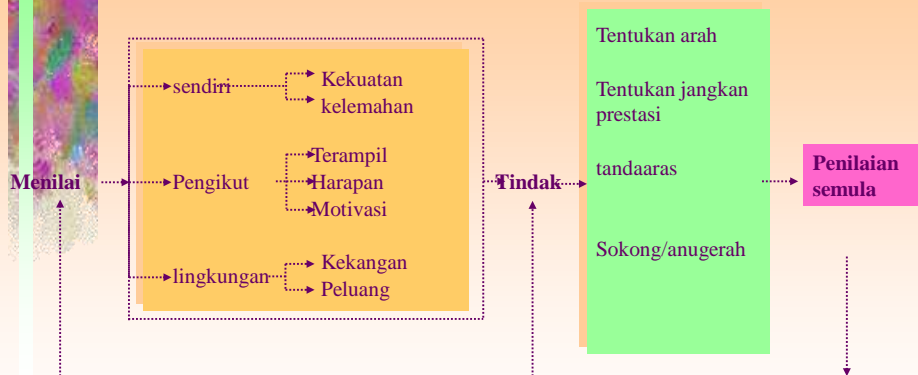 Menilai
sendiri
Kekuatan
kelemahan
Pengikut
Terampil
Harapan
Motivasi
lingkungan
Kekangan
Peluang
Tindak
Tentukan arah
Tentukan jangkan
prestasi
tandaaras
Sokong/anugerah
Penilaian
semula